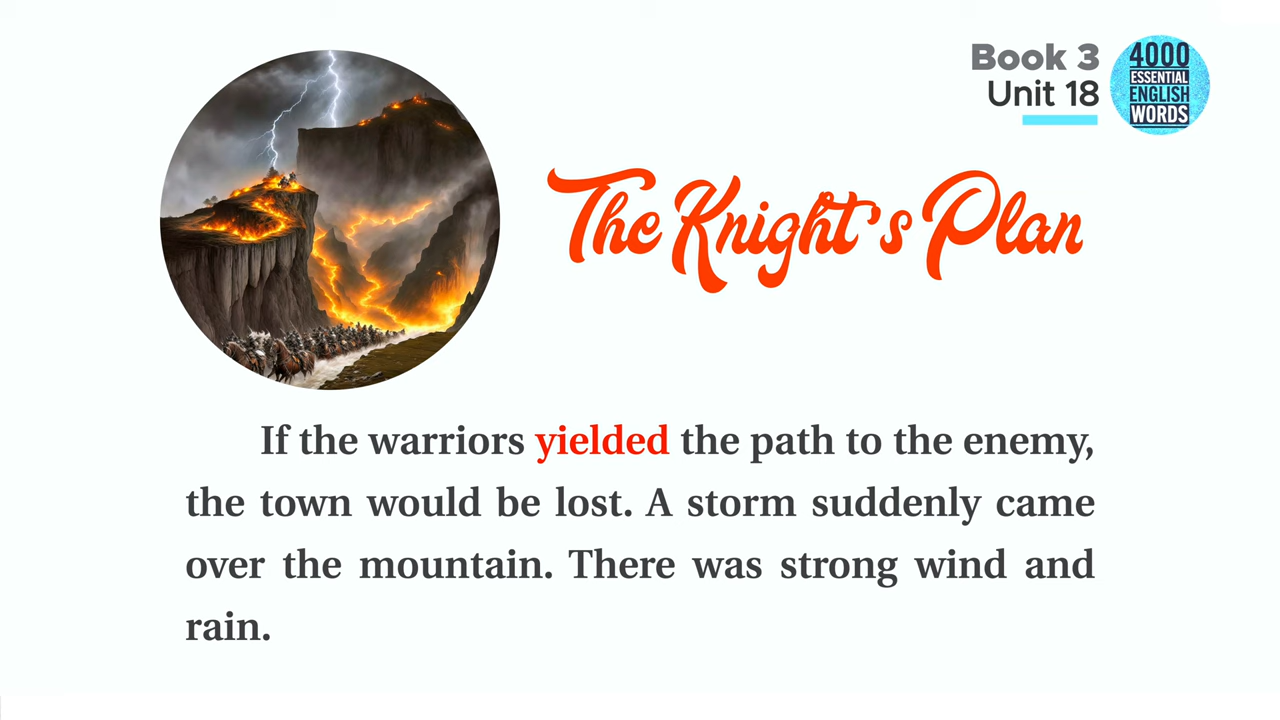 Book 3
Unit 18
4000
ESSENTIAL
ENGLISH
WORDS
The Knight's Plan
If the warriors yielded the path to the enemy,
the town would be lost. A storm suddenly came
over the mountain. There was strong wind and
rain.